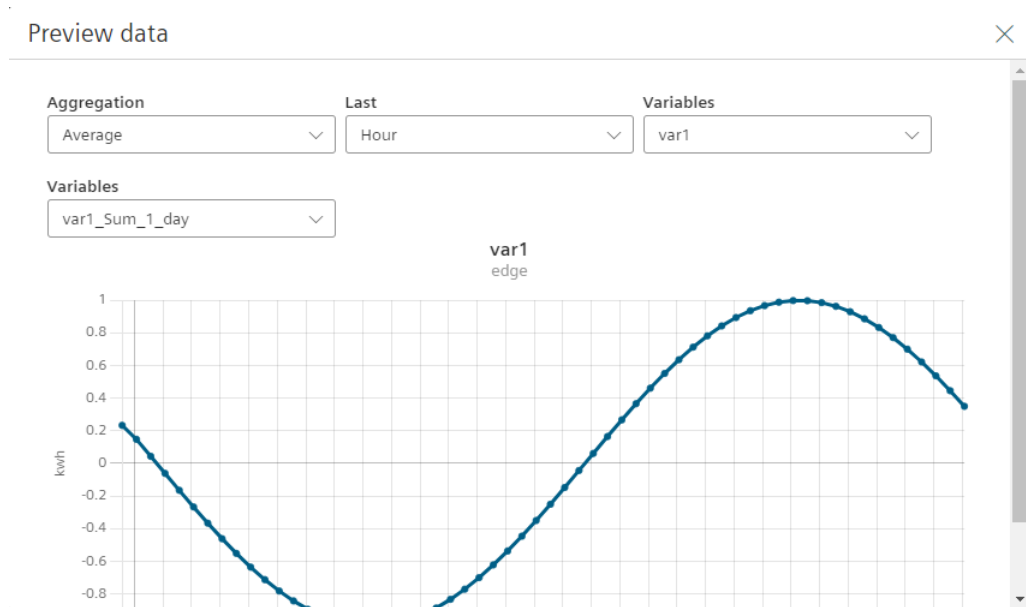 Preview data
Aggregation Last Variables
Average Hour var1
Variables
var1_Sum_1_day
var1
edge
1
0.8
0.6
0.4
0.2
0
-0.2
-0.4
-0.6
-0.8
kwh